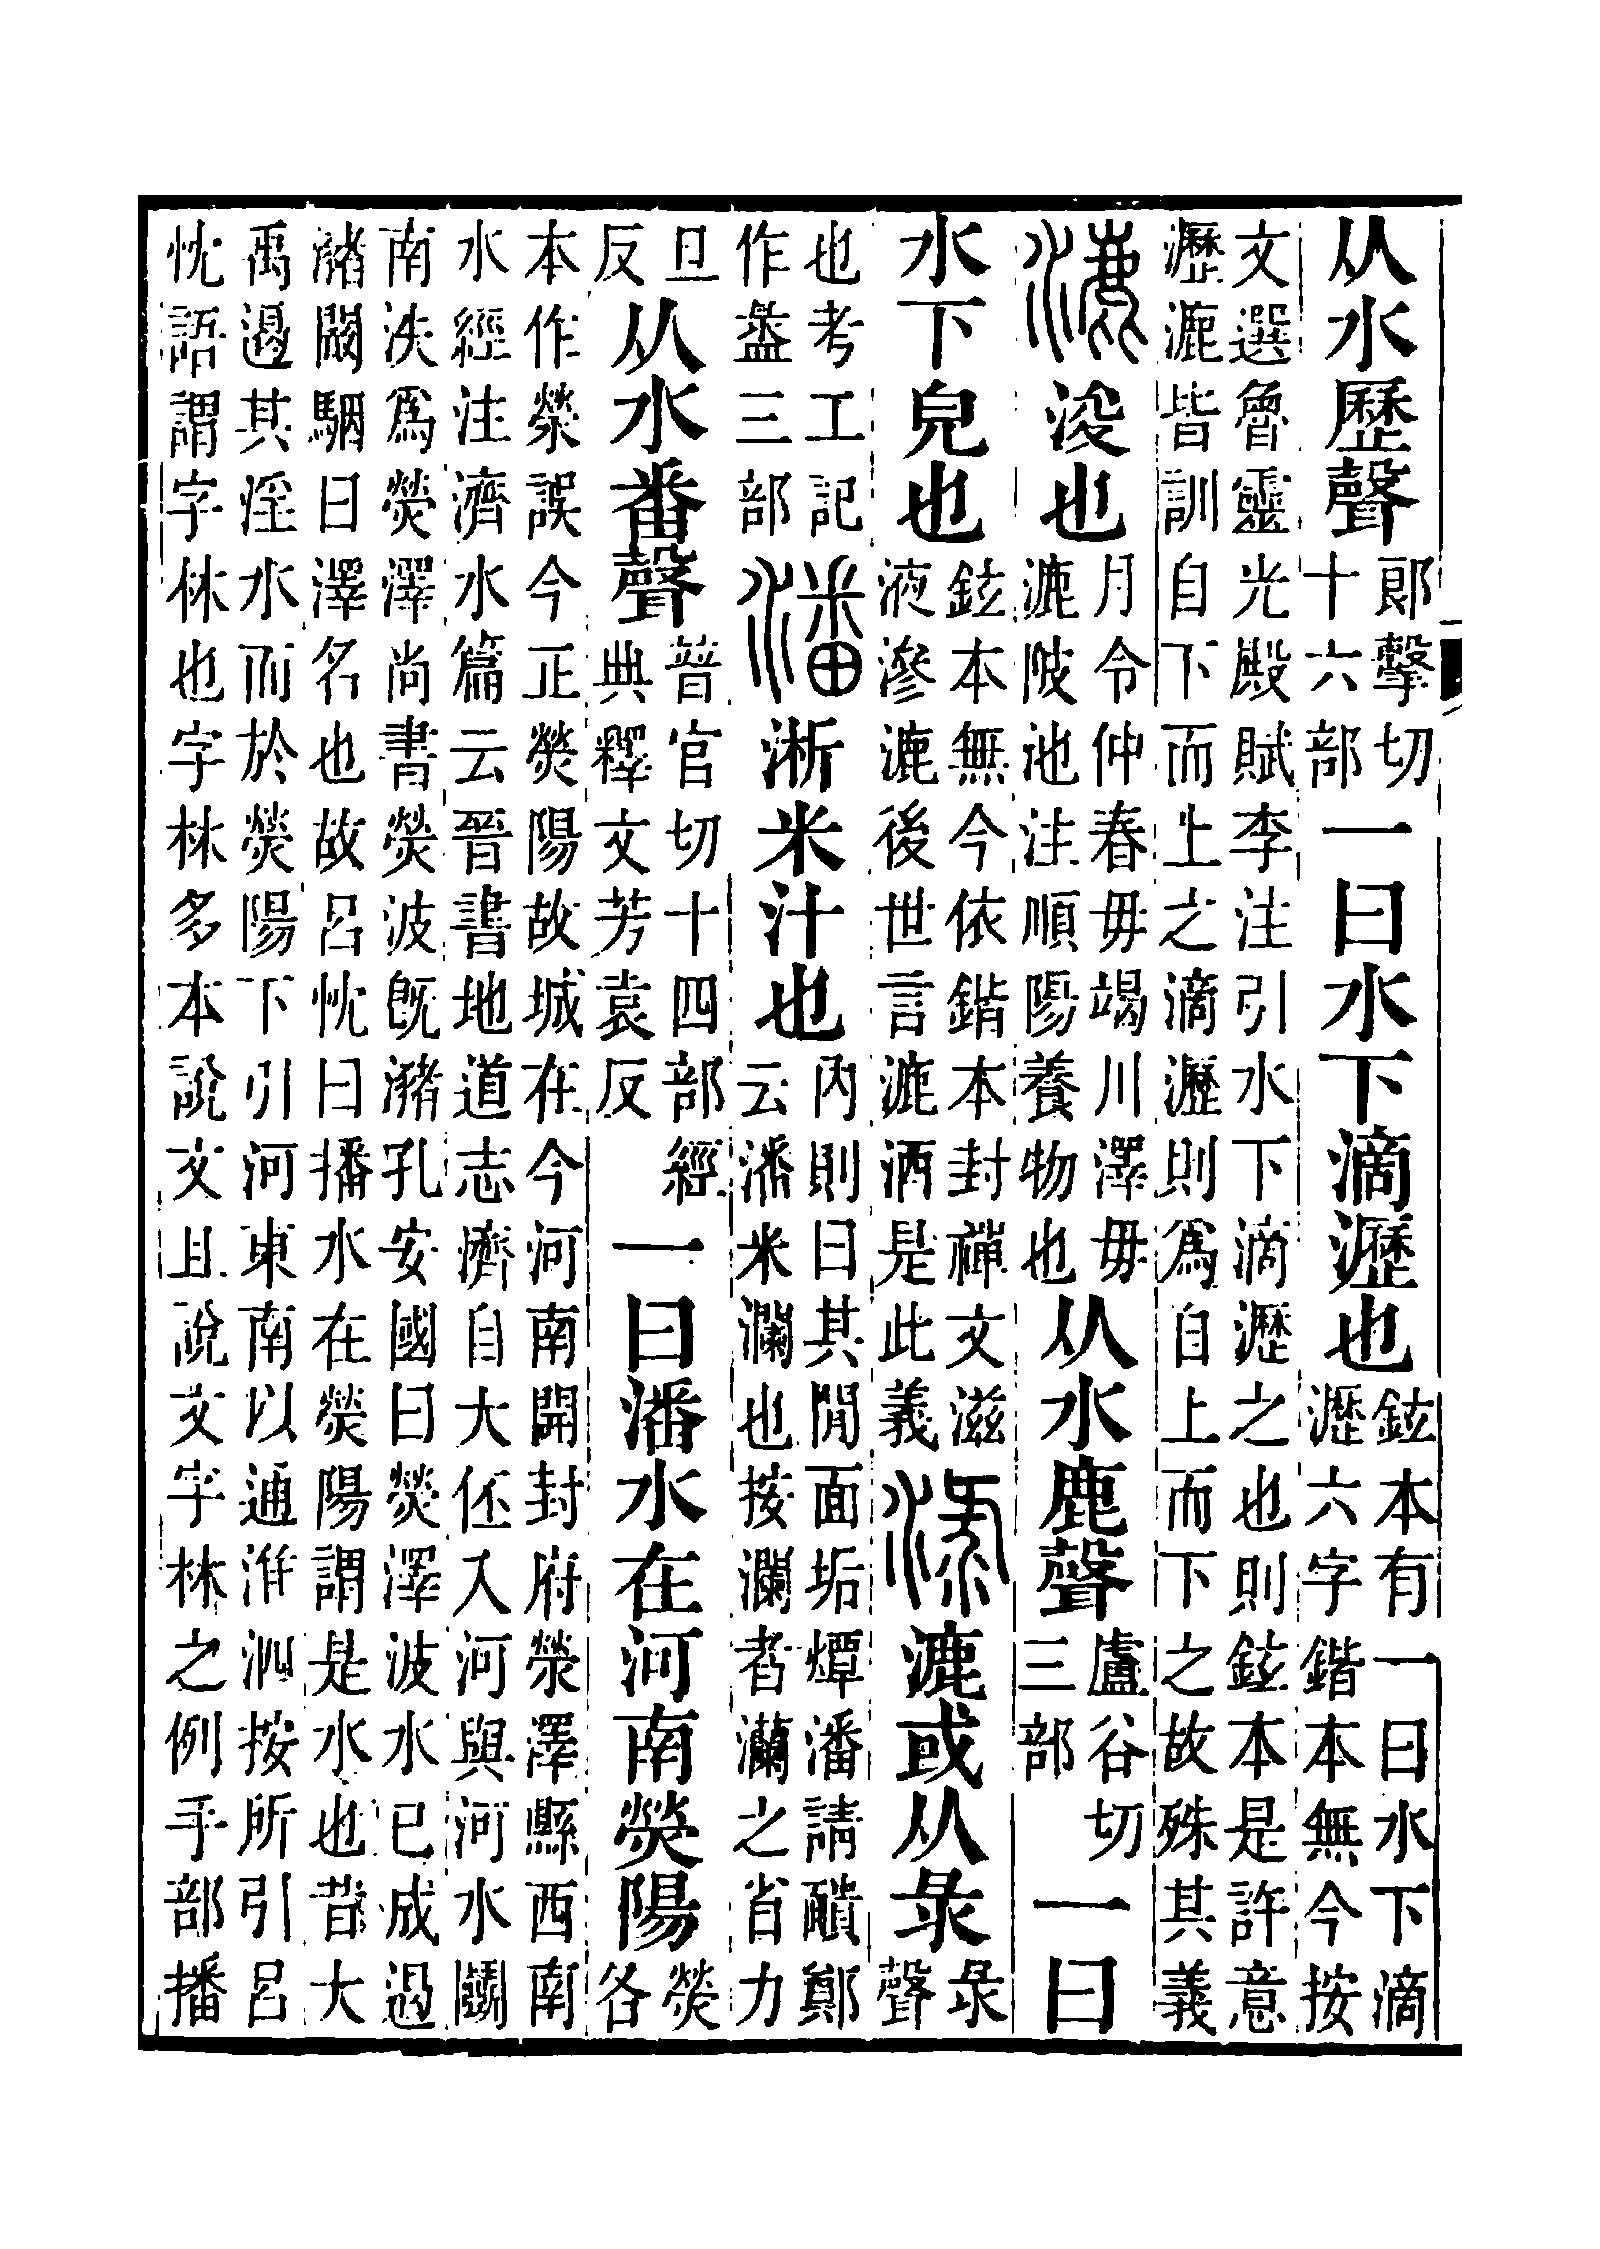 从水歷聲郎擊切十六部一曰水下滴瀝也鉉本有一曰水下滴瀝六字鍇本無今按
文選魯靈光殿賦李注引水下滴瀝之也則鉉本是許意瀝漉皆訓自下而上之滴瀝則爲自上而下之故殊其義
漉浚也月令仲春毋竭川澤毋漉陂池注順陽養物也从水鹿聲盧谷切三部一曰
水下皃也鉉本無今依鍇本封禪文滋液滲漉後世言漉酒是此義渌漉或从录录聲
也考工記作盝三部潘淅米汁也內則曰其閒面垢燂潘請靧鄭云潘米瀾也按瀾者灡之省力
旦反从水番聲普官切十四部經典釋文芳袁反一曰潘水在河南熒陽熒各
本作滎誤今正熒陽故城在今河南開封府滎澤縣西南水經注濟水篇云晉書地道志濟自大伾入河與河水鬭
南泆爲熒澤尚書熒波旣瀦孔安國曰熒澤波水已成遏瀦闞駰曰澤名也故呂忱曰播水在熒陽謂是水也昔大
禹遏其淫水而於熒陽下引河東南以通淮泗按所引呂忱語謂字林也字林多本說文且說文字林之例手部播